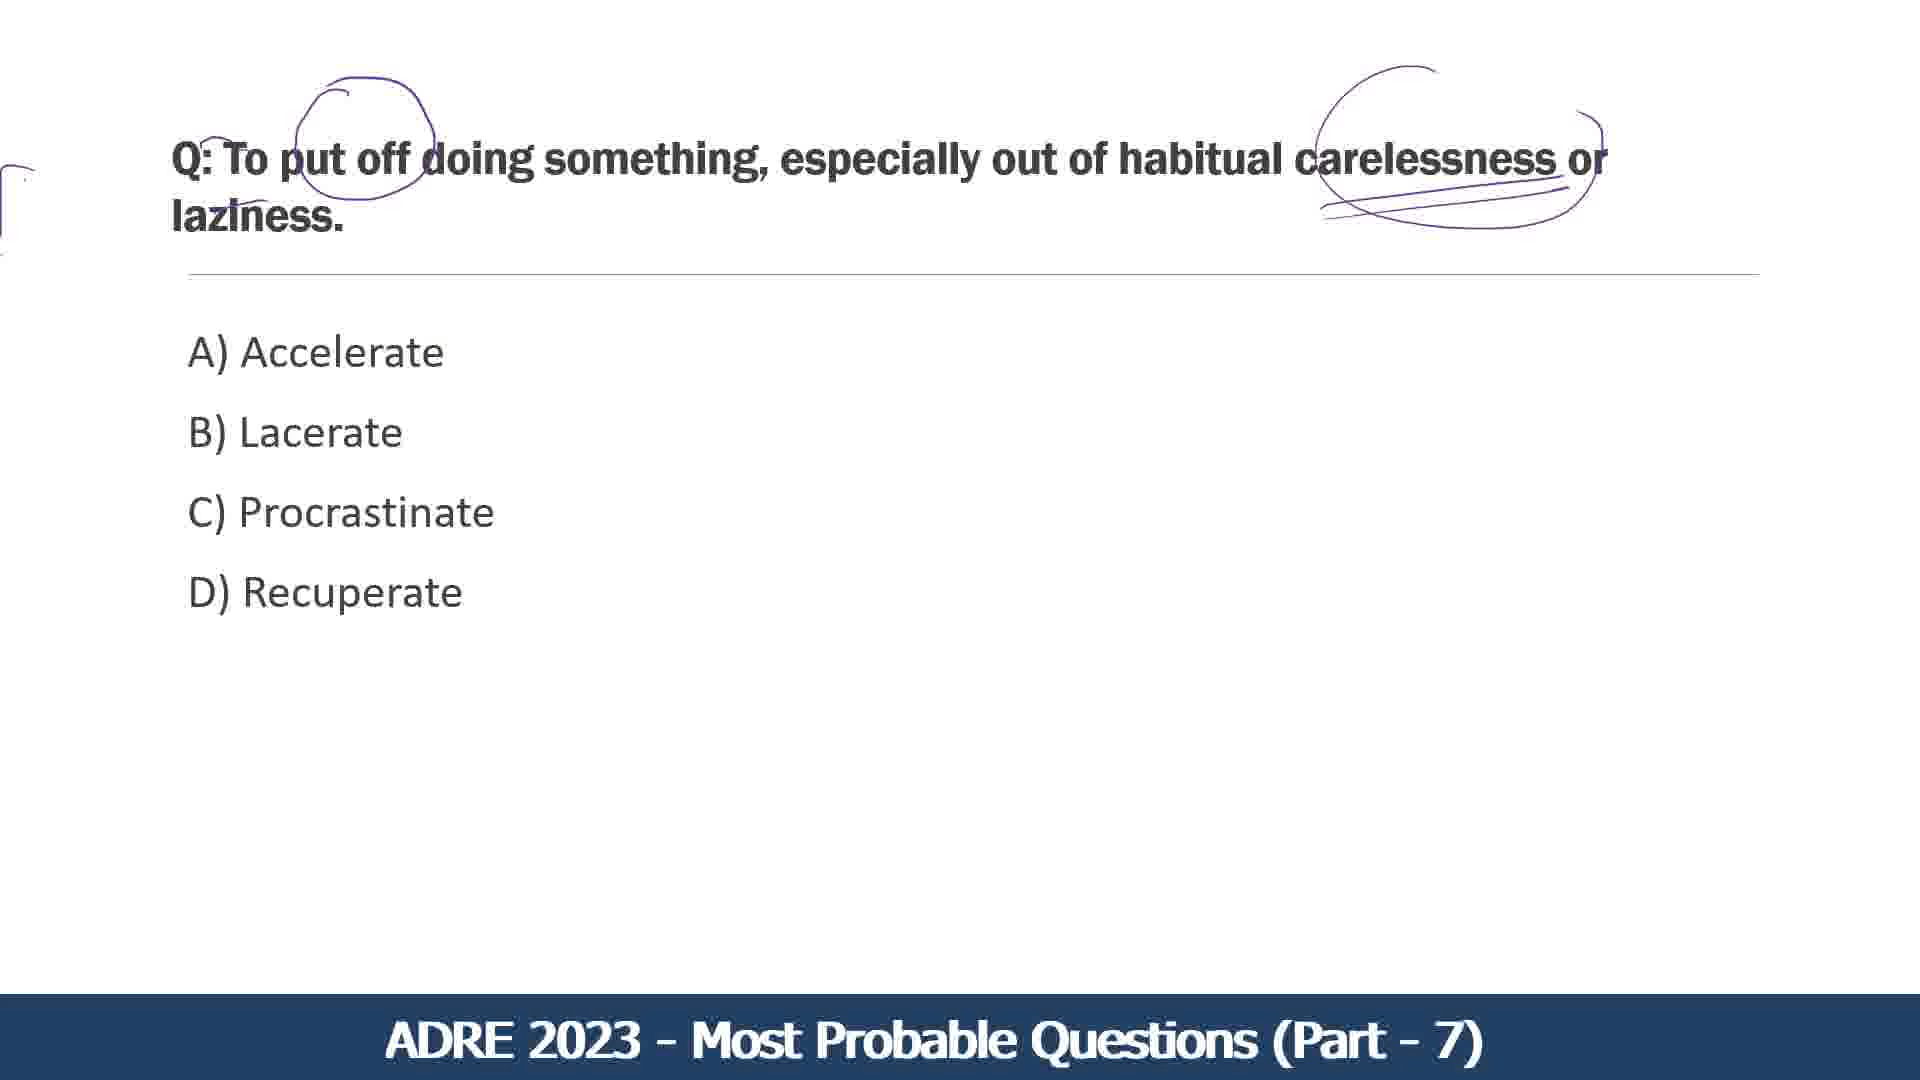 Q: To put off doing something, especially out of habitual carelessness or
laziness.
A) Accelerate
B) Lacerate
C) Procrastinate
D) Recuperate
ADRE 2023 - Most Probable Questions (Part - 7)